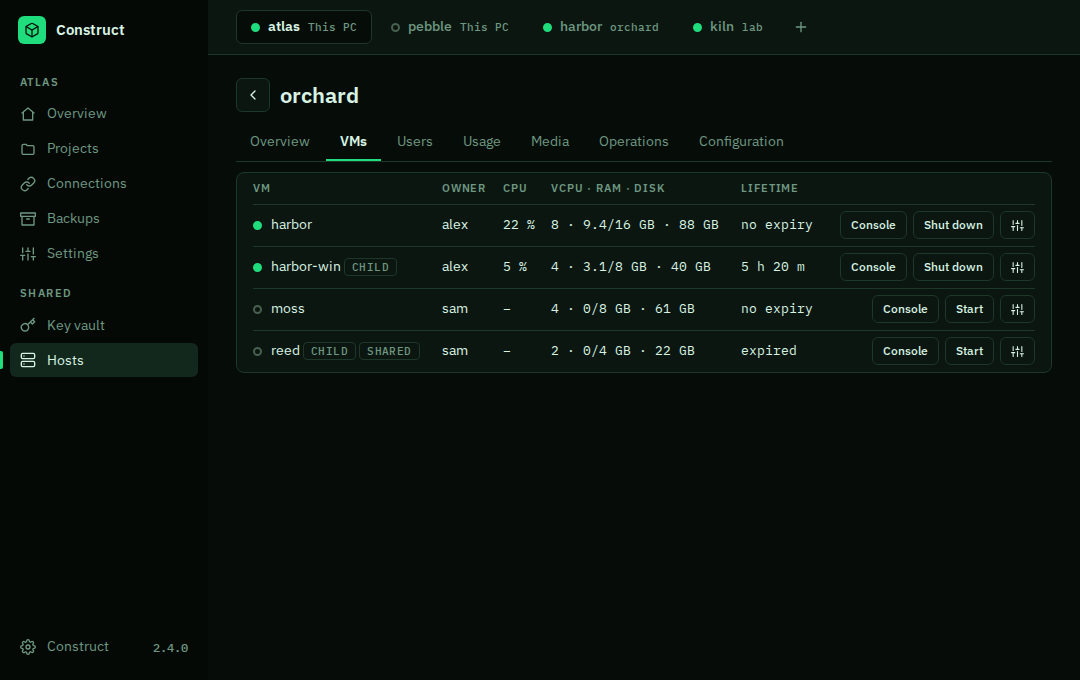 Construct
atlas This PC
pebble This PC
harbor orchard
kiln lab
ATLAS
Overview
Projects
Connections
Backups
Settings
SHARED
Key vault
Hosts
Construct 2.4.0
orchard
Overview VMs Users Usage Media Operations Configuration
VM OWNER CPU VCPU · RAM · DISK LIFETIME
harbor alex 22 % 8 · 9.4/16 GB · 88 GB no expiry Console Shut down
harbor-win CHILD alex 5 % 4 · 3.1/8 GB · 40 GB 5 h 20 m Console Shut down
moss sam – 4 · 0/8 GB · 61 GB no expiry Console Start
reed CHILD SHARED sam – 2 · 0/4 GB · 22 GB expired Console Start